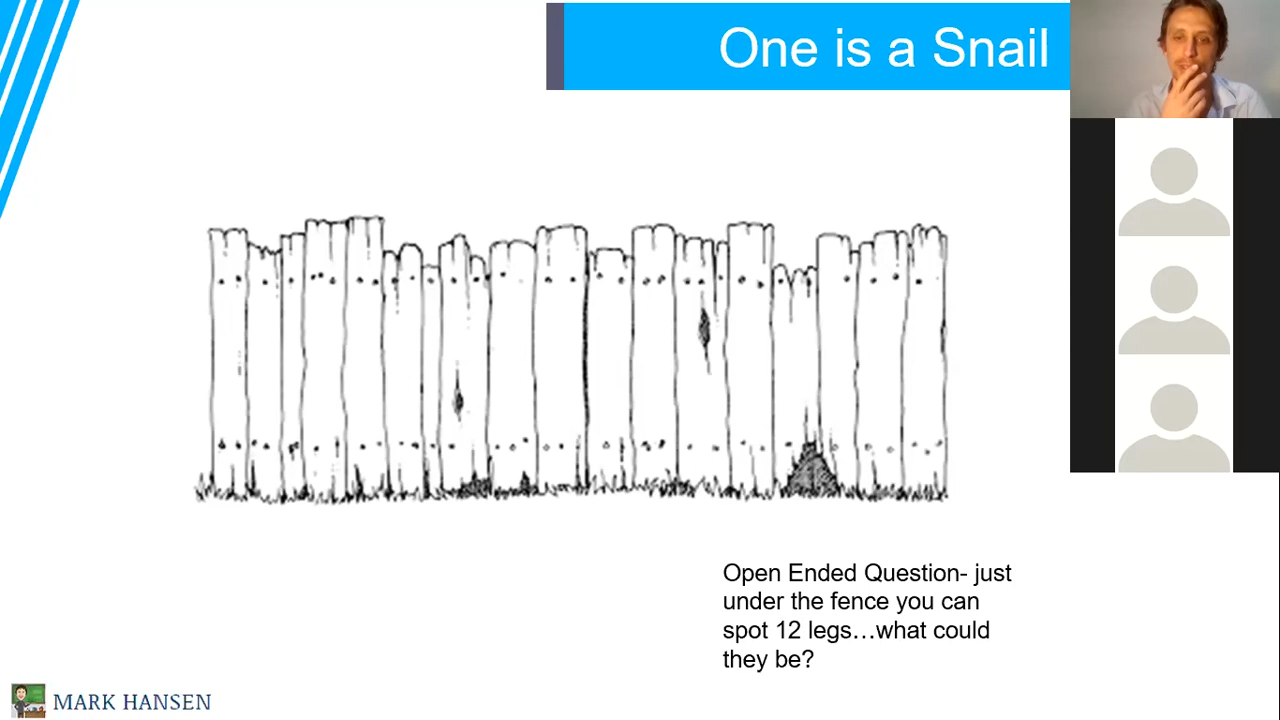 One is a Snail
Open Ended Question- just
under the fence you can
spot 12 legs…what could
they be?
MARK HANSEN